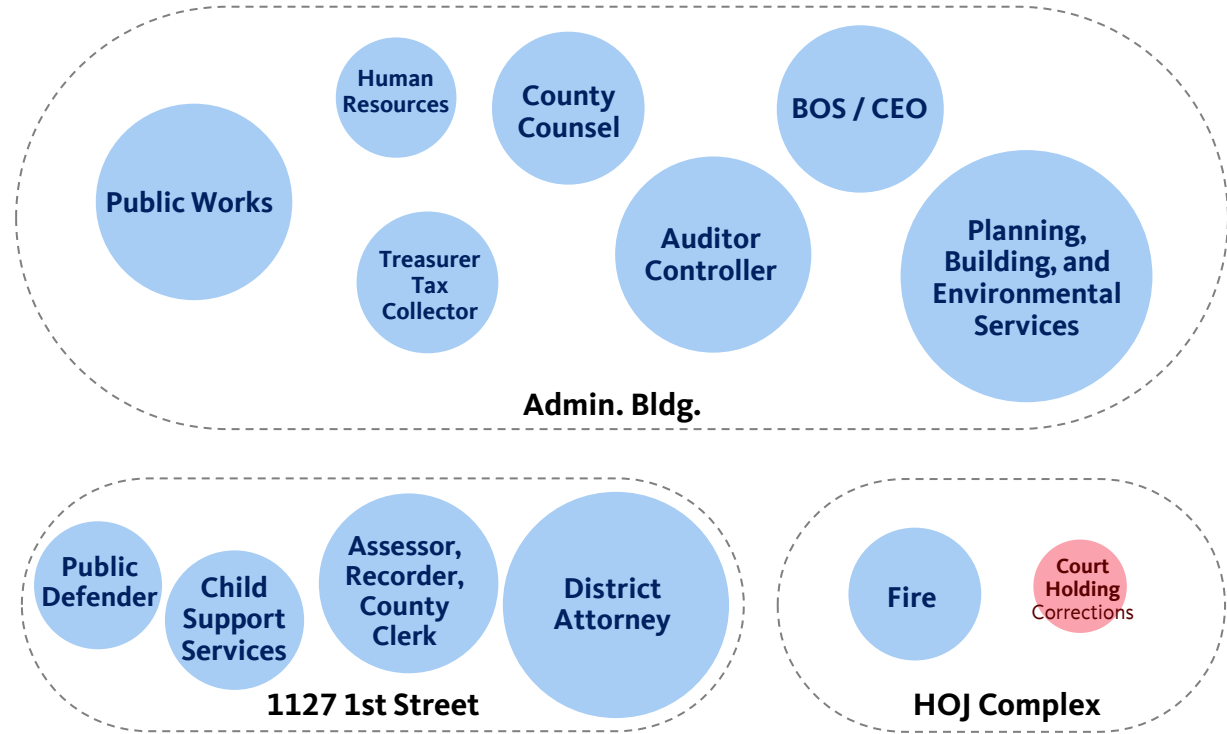 Public Works
Human
Resources
County
Counsel
BOS / CEO
Treasurer
Tax
Collector
Auditor
Controller
Planning,
Building, and
Environmental
Services
Admin. Bldg.
Public
Defender
Child
Support
Services
Assessor,
Recorder,
County
Clerk
District
Attorney
1127 1st Street
Fire
Court
Holding
Corrections
HOJ Complex